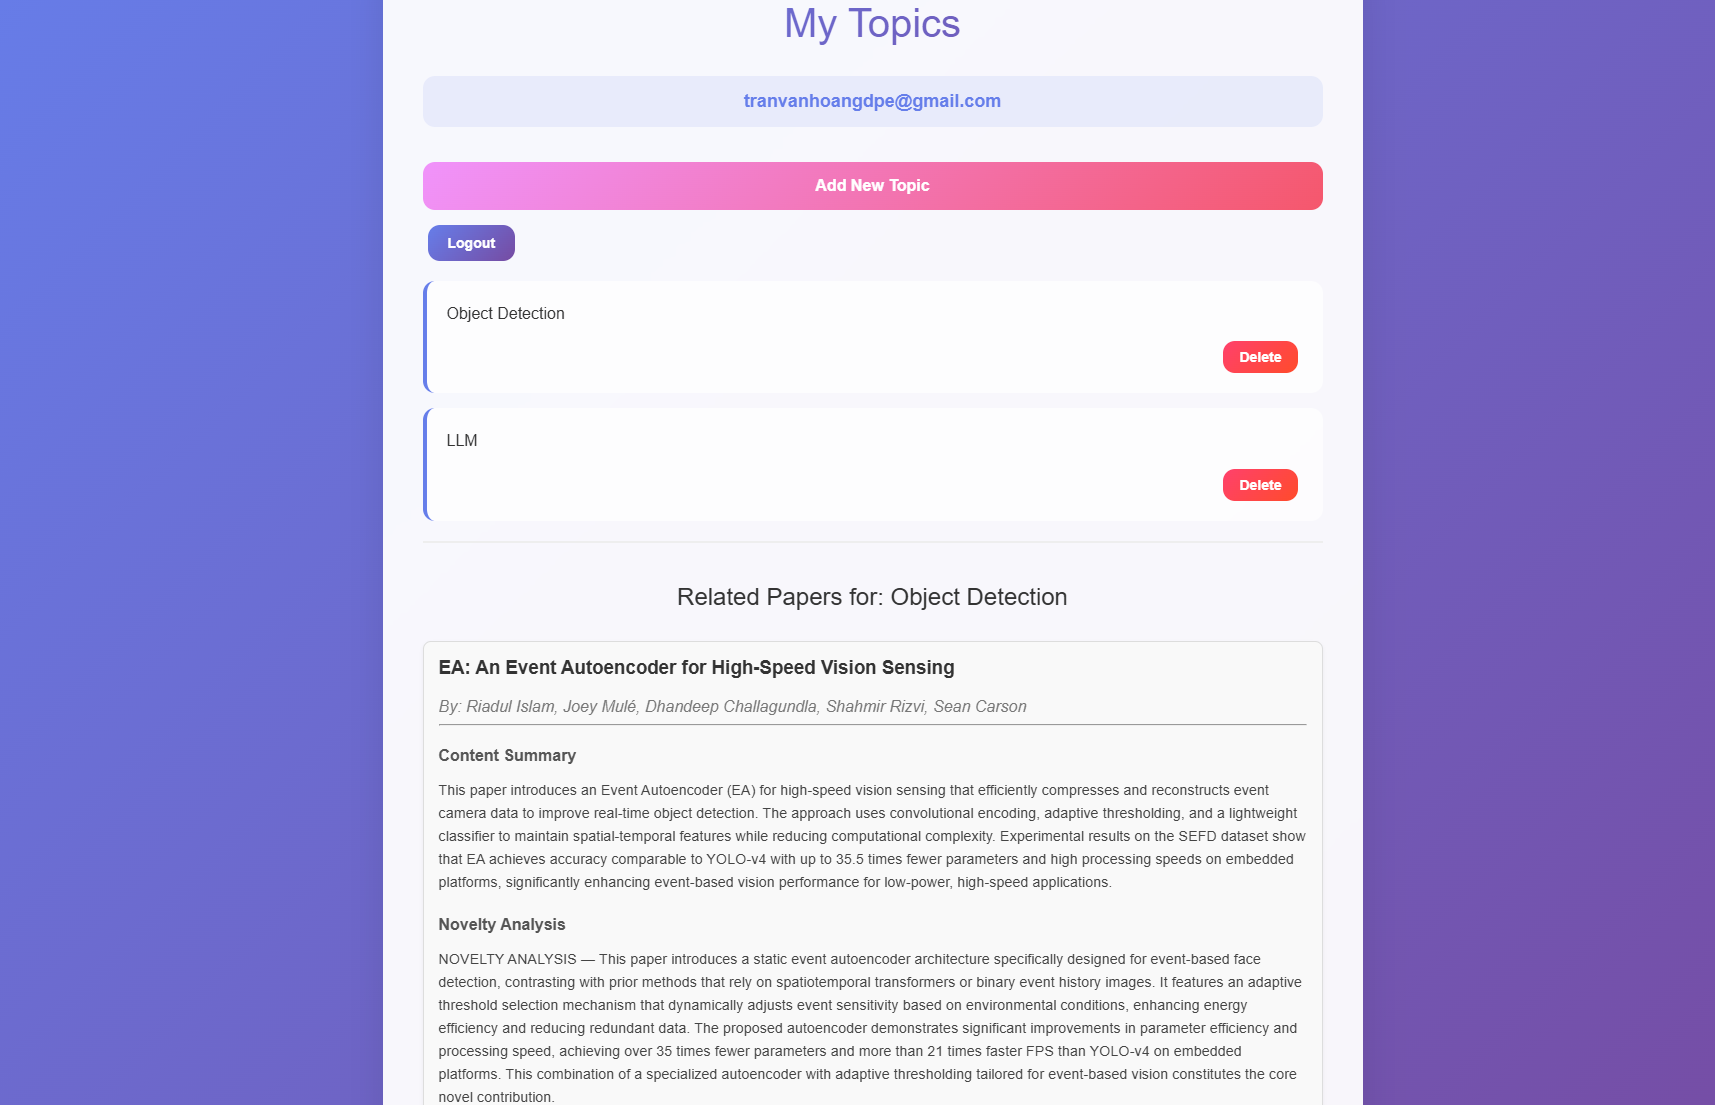 My Topics
tranvanhoangdpe@gmail.com
Add New Topic
Logout
Object Detection
Delete
LLM
Delete
Related Papers for: Object Detection
EA: An Event Autoencoder for High-Speed Vision Sensing
By: Riadul Islam, Joey Mulé, Dhandeep Challagundla, Shahmir Rizvi, Sean Carson
Content Summary
This paper introduces an Event Autoencoder (EA) for high-speed vision sensing that efficiently compresses and reconstructs event
camera data to improve real-time object detection. The approach uses convolutional encoding, adaptive thresholding, and a lightweight
classifier to maintain spatial-temporal features while reducing computational complexity. Experimental results on the SEFD dataset show
that EA achieves accuracy comparable to YOLO-v4 with up to 35.5 times fewer parameters and high processing speeds on embedded
platforms, significantly enhancing event-based vision performance for low-power, high-speed applications.
Novelty Analysis
NOVELTY ANALYSIS — This paper introduces a static event autoencoder architecture specifically designed for event-based face
detection, contrasting with prior methods that rely on spatiotemporal transformers or binary event history images. It features an adaptive
threshold selection mechanism that dynamically adjusts event sensitivity based on environmental conditions, enhancing energy
efficiency and reducing redundant data. The proposed autoencoder demonstrates significant improvements in parameter efficiency and
processing speed, achieving over 35 times fewer parameters and more than 21 times faster FPS than YOLO-v4 on embedded
platforms. This combination of a specialized autoencoder with adaptive thresholding tailored for event-based vision constitutes the core
novel contribution.